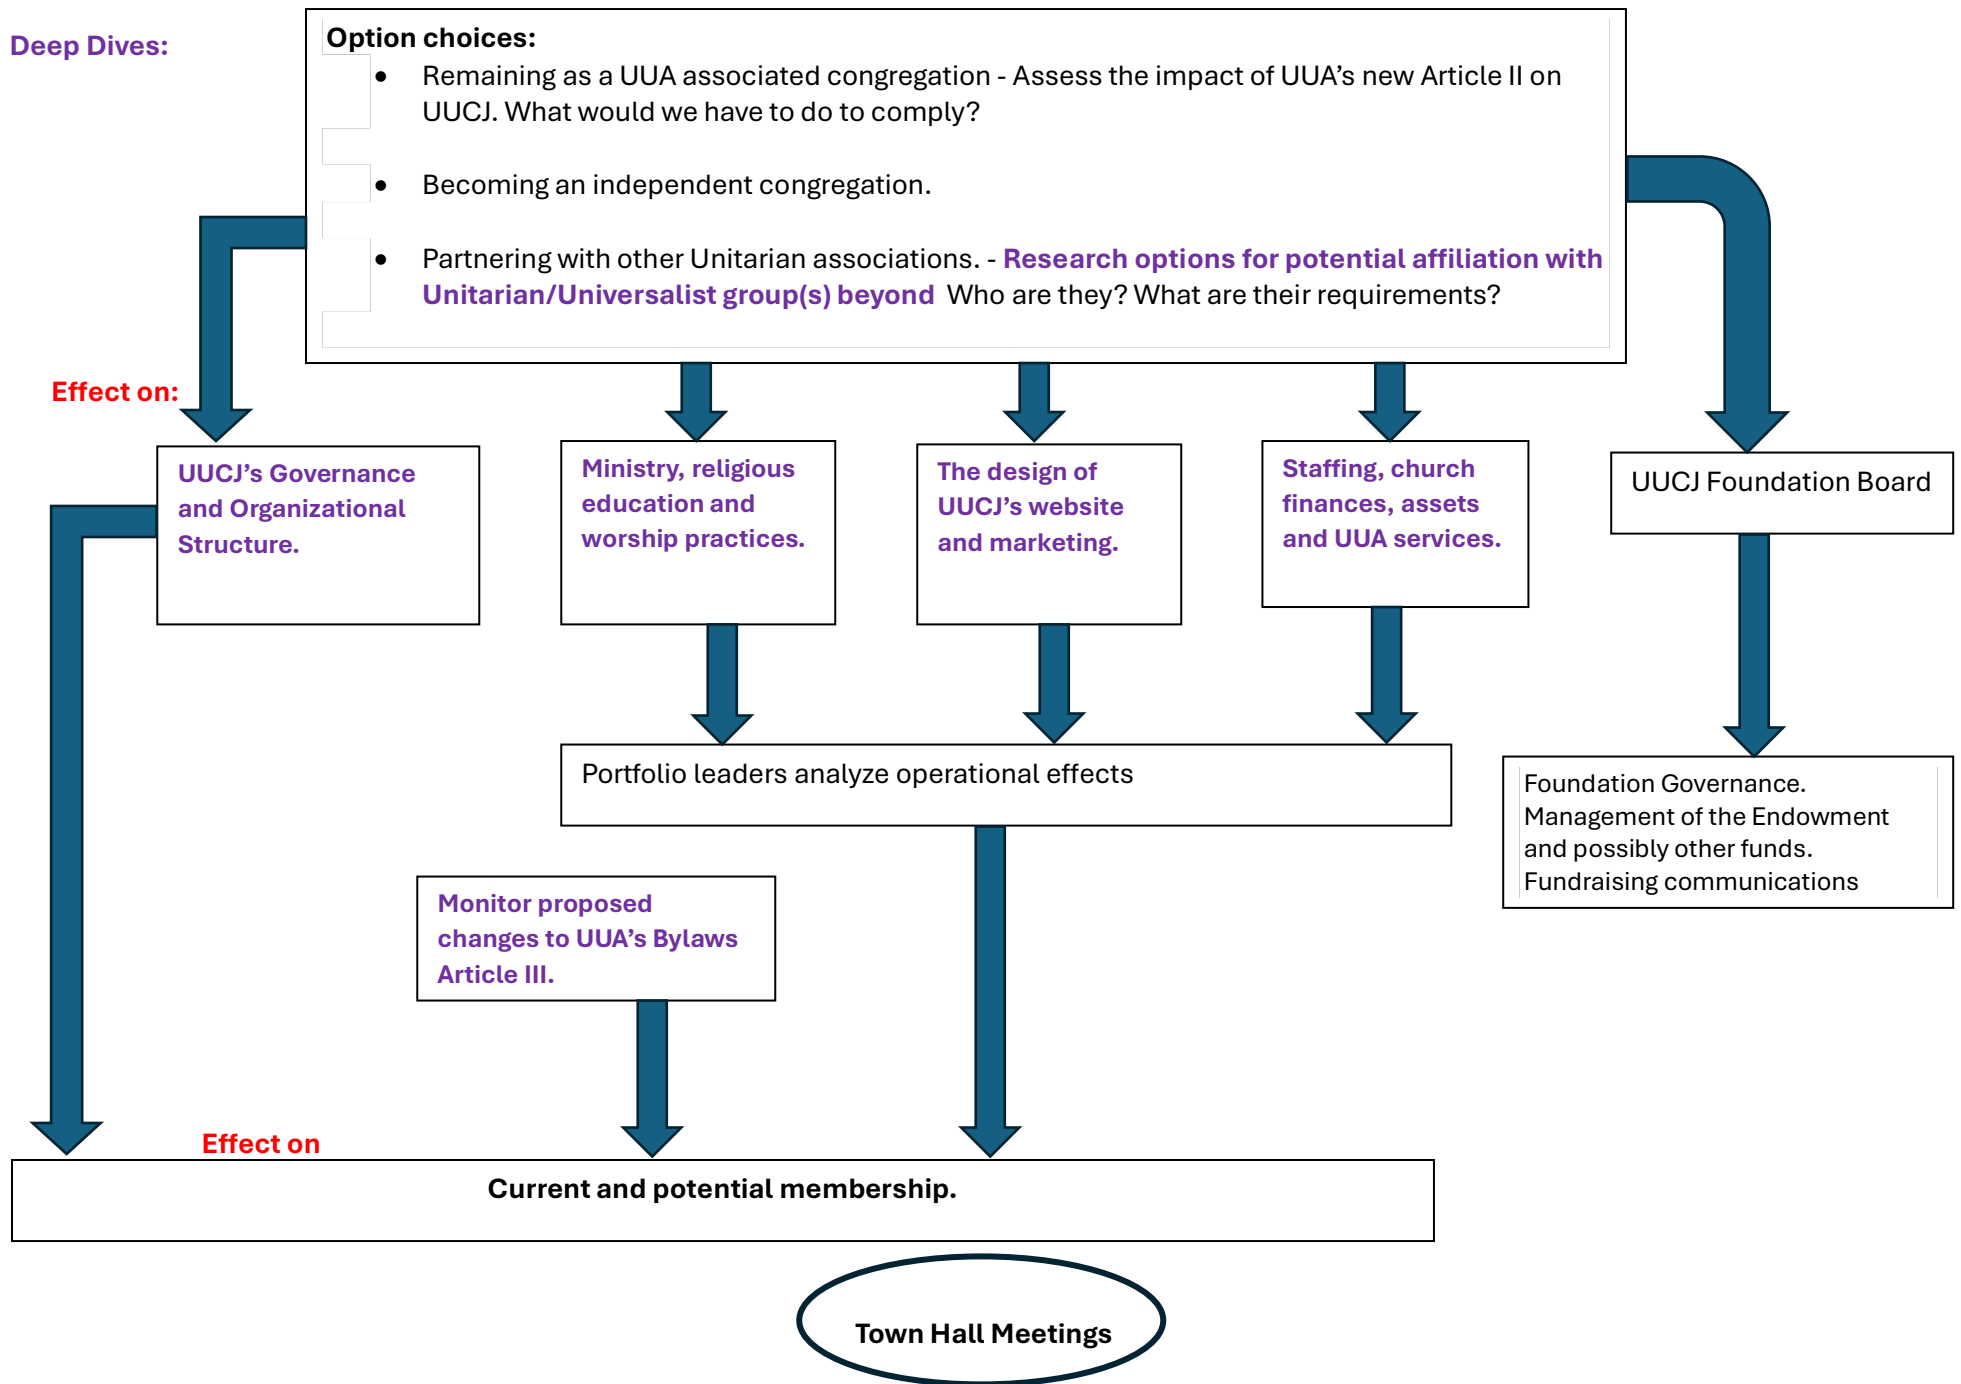 Deep Dives:
Option choices:
• Remaining as a UUA associated congregation - Assess the impact of UUA’s new Article II on
UUCJ. What would we have to do to comply?
• Becoming an independent congregation.
• Partnering with other Unitarian associations. - Research options for potential affiliation with
Unitarian/Universalist group(s) beyond Who are they? What are their requirements?
Effect on:
UUCJ’s Governance
and Organizational
Structure.
Ministry, religious
education and
worship practices.
The design of
UUCJ’s website
and marketing.
Staffing, church
finances, assets
and UUA services.
UUCJ Foundation Board
Portfolio leaders analyze operational effects
Foundation Governance.
Management of the Endowment
and possibly other funds.
Fundraising communications
Monitor proposed
changes to UUA’s Bylaws
Article III.
Effect on
Current and potential membership.
Town Hall Meetings